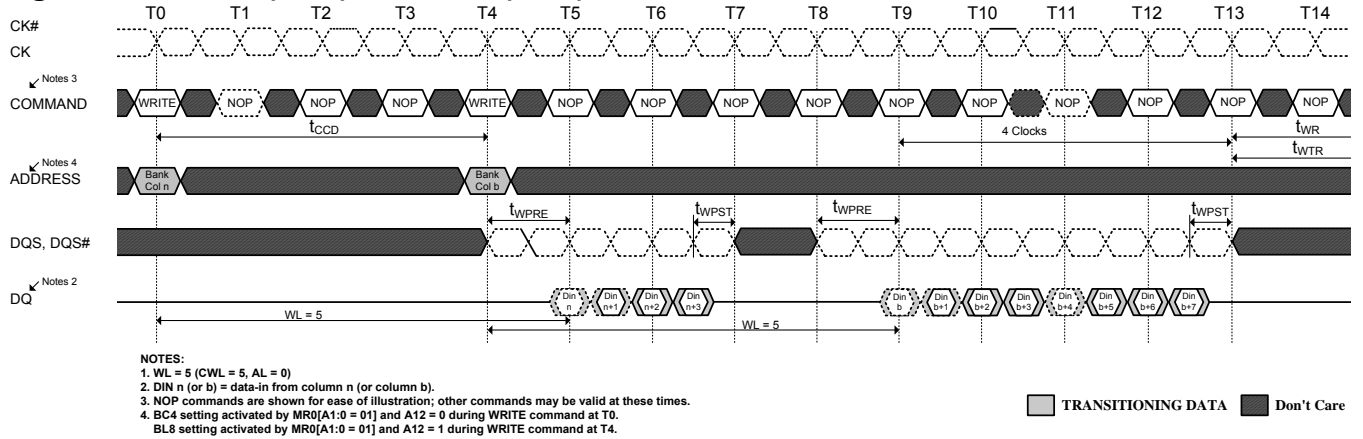 T0 T1 T2 T3 T4 T5 T6 T7 T8 T9 T10 T11 T12 T13 T14
CK#
CK
Notes 3
COMMAND
WRITE NOP NOP NOP WRITE NOP NOP NOP NOP NOP NOP NOP NOP NOP NOP
tCCD
4 Clocks
tWR
tWTR
Notes 4
ADDRESS
Bank Bank
Col n Col b
tWPRE tWPST tWPRE tWPST
DQS, DQS#
Notes 2
DQ
Din Din Din Din Din Din Din Din Din Din Din Din
n n+1 n+2 n+3 b b+1 b+2 b+3 b+4 b+5 b+6 b+7
WL = 5
WL = 5
NOTES:
1. WL = 5 (CWL = 5, AL = 0)
2. DIN n (or b) = data-in from column n (or column b).
3. NOP commands are shown for ease of illustration; other commands may be valid at these times.
4. BC4 setting activated by MR0[A1:0 = 01] and A12 = 0 during WRITE command at T0.
BL8 setting activated by MR0[A1:0 = 01] and A12 = 1 during WRITE command at T4.
TRANSITIONING DATA Don't Care